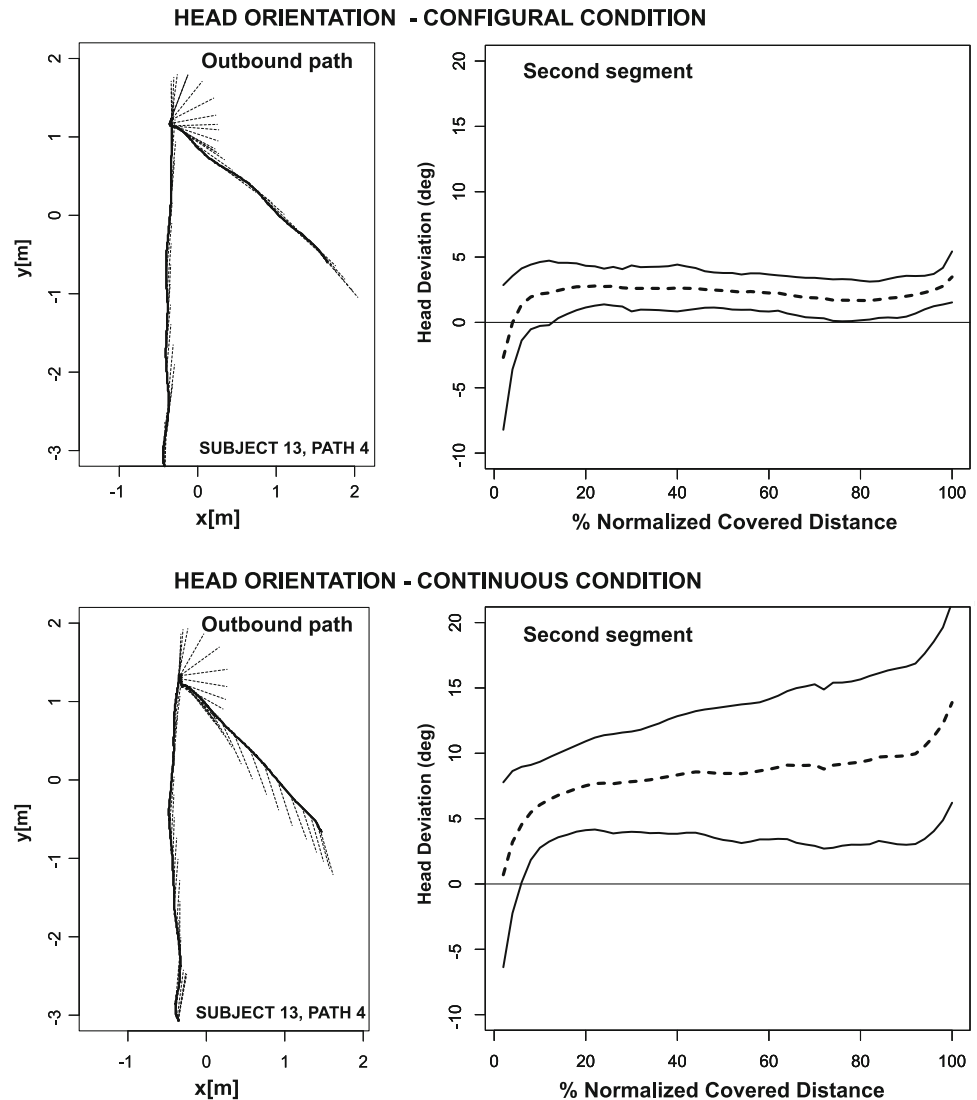 HEAD ORIENTATION - CONFIGURAL CONDITION
Outbound path
2
1
0
-1
-2
-3
y[m]
SUBJECT 13, PATH 4
-1 0 1 2
x[m]
Second segment
20
15
10
5
0
-5
-10
Head Deviation (deg)
0 20 40 60 80 100
% Normalized Covered Distance
HEAD ORIENTATION - CONTINUOUS CONDITION
Outbound path
2
1
0
-1
-2
-3
y[m]
SUBJECT 13, PATH 4
-1 0 1 2
x[m]
Second segment
20
15
10
5
0
-5
-10
Head Deviation (deg)
0 20 40 60 80 100
% Normalized Covered Distance